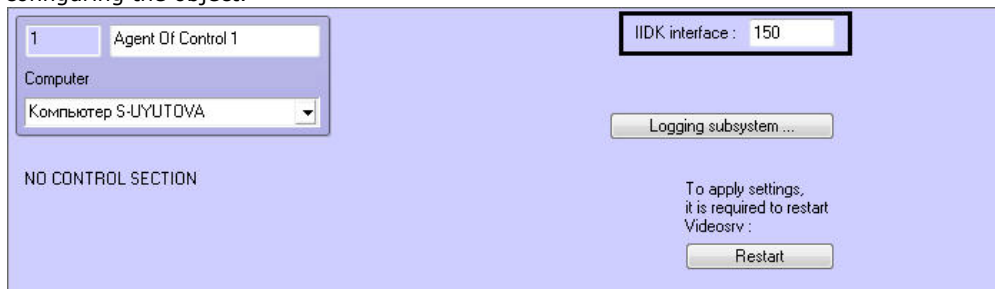 configuring the object.
1 Agent Of Control 1
IIDK interface : 150
Computer
Компьютер S-UYUTOVA
Logging subsystem ...
NO CONTROL SECTION
To apply settings,
it is required to restart
Videosrv :
Restart